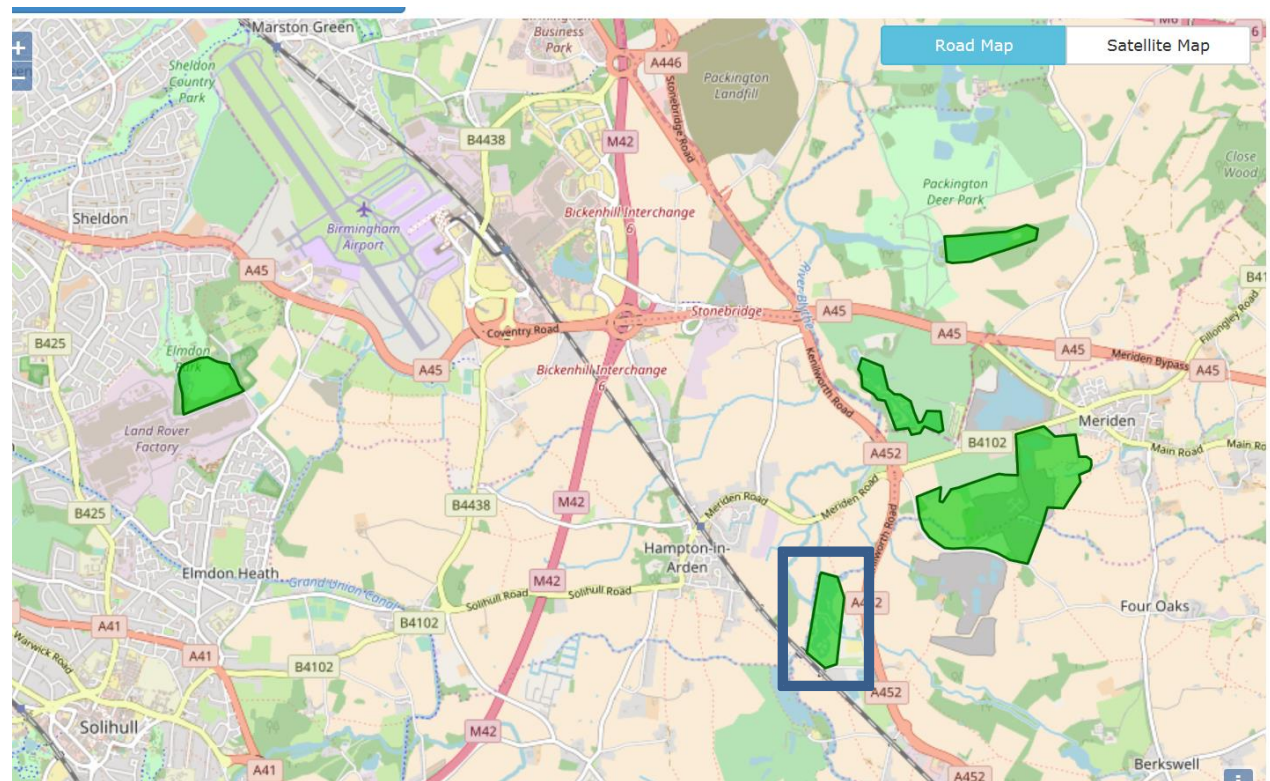 Marston Green
Birmingham
Business
Park
A446
M6
6
Road Map
Satellite Map
+
−
Sheldon
Country
Park
Packington
Landfill
Stonebridge Road
B4438
M42
Close
Wood
Packington
Deer Park
Sheldon
Birmingham
Airport
Bickenhill Interchange
6
A45
River Blythe
B41
Stonebridge
A45
Coventry Road
A45
A45
Fillongley Road
B425
Elmdon
Park
A45
Bickenhill Interchange
6
Kenilworth Road
Meriden Bypass
A45
Land Rover
Factory
Meriden
B4102
A452
Main Road
Main Ro
B425
B4438
M42
Meriden Road
Meriden Road
ilworth Road
Hampton-in-
Arden
Elmdon Heath
Grand Union Canal
M42
Solihull Road
Solihull Road
A452
Four Oaks
A41
B4102
Warwick Road
A41
B4102
A452
Solihull
M42
A41
A452
Berkswell
i